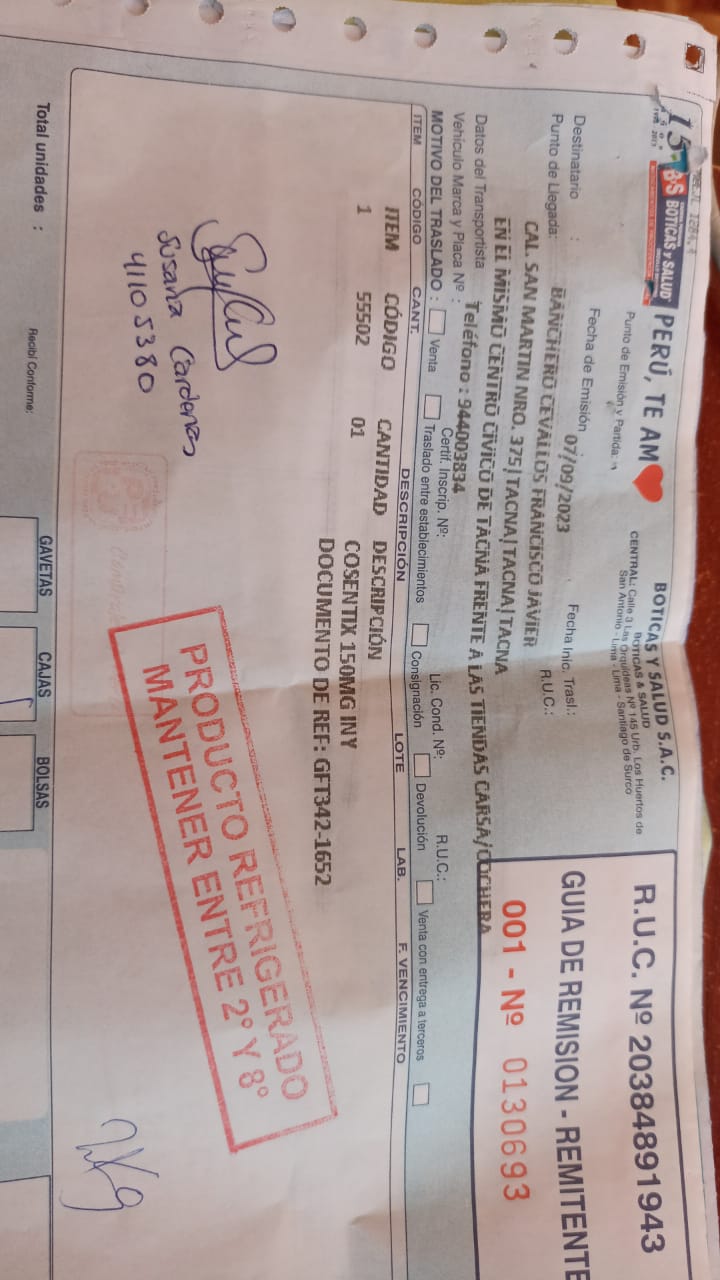 BOTICAS Y SALUD
PERÚ, TE AM
Punto de Emisión y Partida:
BOTICAS Y SALUD S.A.C.
BOTICAS & SALUD
CENTRAL: Calle 3 Las Orquídeas Nº 145 Urb. Los Huertos de
San Antonio - Lima - Lima - Santiago de Surco
R.U.C. Nº 20384891943
GUIA DE REMISION - REMITENTE
001 - Nº 0130693
Fecha de Emisión 07/09/2023 Fecha Inic. Trasl.:
Destinatario : BANCHERO CEVALLOS FRANCISCO JAVIER R.U.C.:
Punto de Llegada: CAL. SAN MARTIN NRO. 375|TACNA|TACNA|TACNA
EN EL MISMO CENTRO CIVICO DE TACNA FRENTE A LAS TIENDAS CARSA/COCHERA
Datos del Transportista Teléfono : 944003834 R.U.C.:
Vehículo Marca y Placa Nº : Certif. Inscrip. Nº: Lic. Cond. Nº:
MOTIVO DEL TRASLADO : Venta Traslado entre establecimientos Consignación Devolución Venta con entrega a terceros
ITEM CÓDIGO CANT. DESCRIPCIÓN LOTE LAB. F. VENCIMIENTO
ITEM CÓDIGO CANTIDAD DESCRIPCIÓN
1 55502 01 COSENTIX 150MG INY
DOCUMENTO DE REF: GFT342-1652
PRODUCTO REFRIGERADO
MANTENER ENTRE 2° Y 8°
Susana Cardenas
41105380
Total unidades :
Recibí Conforme:
GAVETAS CAJAS BOLSAS